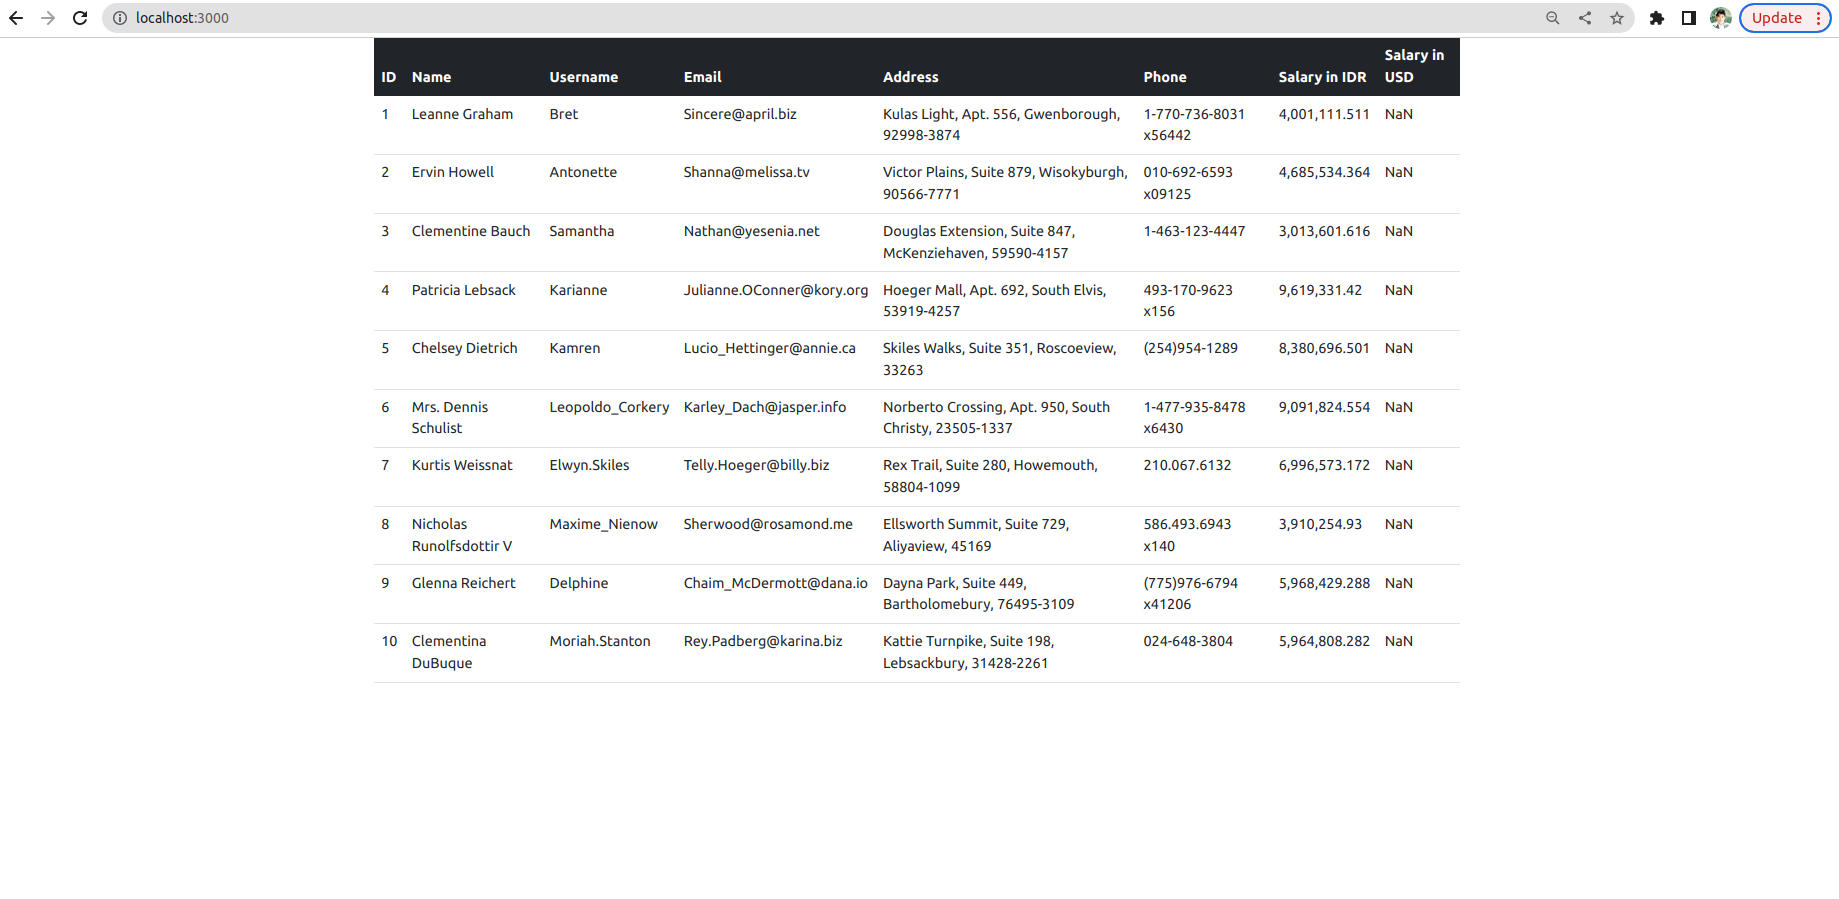 localhost:3000
Update
ID Name Username Email Address Phone Salary in IDR Salary in USD
1 Leanne Graham Bret Sincere@april.biz Kulas Light, Apt. 556, Gwenborough, 92998-3874 1-770-736-8031 x56442 4,001,111.511 NaN
2 Ervin Howell Antonette Shanna@melissa.tv Victor Plains, Suite 879, Wisokyburgh, 90566-7771 010-692-6593 x09125 4,685,534.364 NaN
3 Clementine Bauch Samantha Nathan@yesenia.net Douglas Extension, Suite 847, McKenziehaven, 59590-4157 1-463-123-4447 3,013,601.616 NaN
4 Patricia Lebsack Karianne Julianne.OConner@kory.org Hoeger Mall, Apt. 692, South Elvis, 53919-4257 493-170-9623 x156 9,619,331.42 NaN
5 Chelsey Dietrich Kamren Lucio_Hettinger@annie.ca Skiles Walks, Suite 351, Roscoeview, 33263 (254)954-1289 8,380,696.501 NaN
6 Mrs. Dennis Schulist Leopoldo_Corkery Karley_Dach@jasper.info Norberto Crossing, Apt. 950, South Christy, 23505-1337 1-477-935-8478 x6430 9,091,824.554 NaN
7 Kurtis Weissnat Elwyn.Skiles Telly.Hoeger@billy.biz Rex Trail, Suite 280, Howemouth, 58804-1099 210.067.6132 6,996,573.172 NaN
8 Nicholas Runolfsdottir V Maxime_Nienow Sherwood@rosamond.me Ellsworth Summit, Suite 729, Aliyaview, 45169 586.493.6943 x140 3,910,254.93 NaN
9 Glenna Reichert Delphine Chaim_McDermott@dana.io Dayna Park, Suite 449, Bartholomebury, 76495-3109 (775)976-6794 x41206 5,968,429.288 NaN
10 Clementina DuBuque Moriah.Stanton Rey.Padberg@karina.biz Kattie Turnpike, Suite 198, Lebsackbury, 31428-2261 024-648-3804 5,964,808.282 NaN